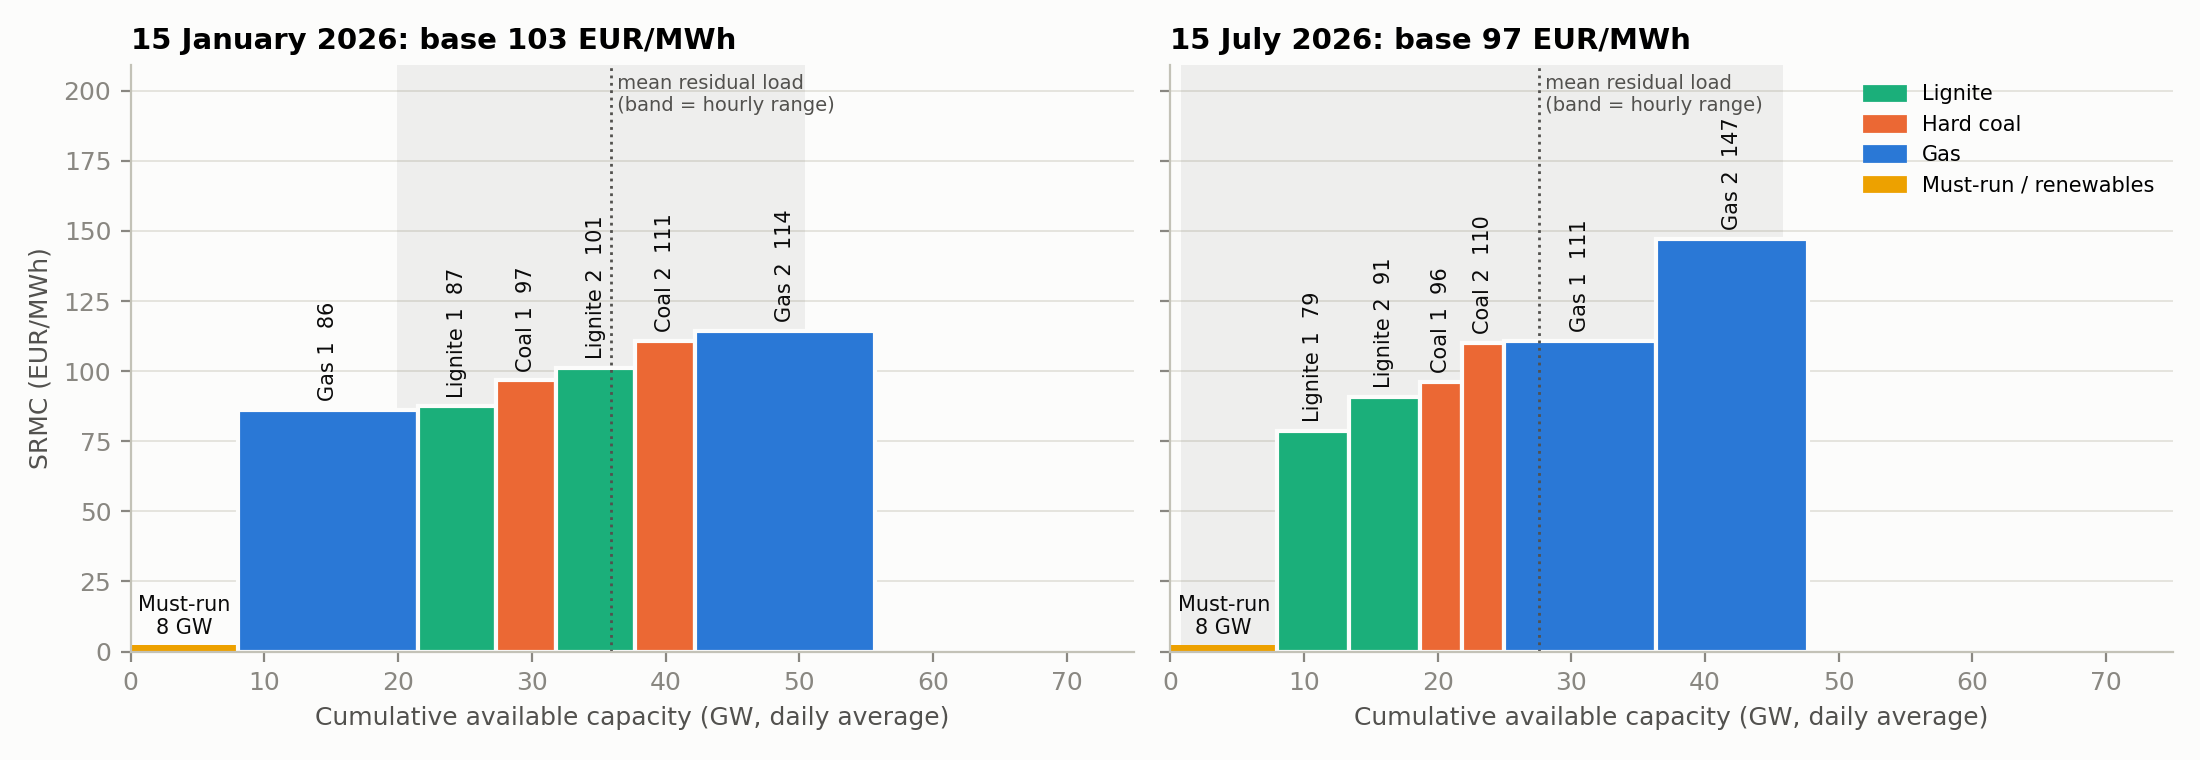 15 January 2026: base 103 EUR/MWh
SRMC (EUR/MWh)
200
175
150
125
100
75
50
25
0
mean residual load
(band = hourly range)
Must-run
8 GW
Gas 1  86
Lignite 1  87
Coal 1  97
Lignite 2  101
Coal 2  111
Gas 2  114
0 10 20 30 40 50 60 70
Cumulative available capacity (GW, daily average)
15 July 2026: base 97 EUR/MWh
mean residual load
(band = hourly range)
Lignite
Hard coal
Gas
Must-run / renewables
Must-run
8 GW
Lignite 1  79
Lignite 2  91
Coal 1  96
Coal 2  110
Gas 1  111
Gas 2  147
0 10 20 30 40 50 60 70
Cumulative available capacity (GW, daily average)